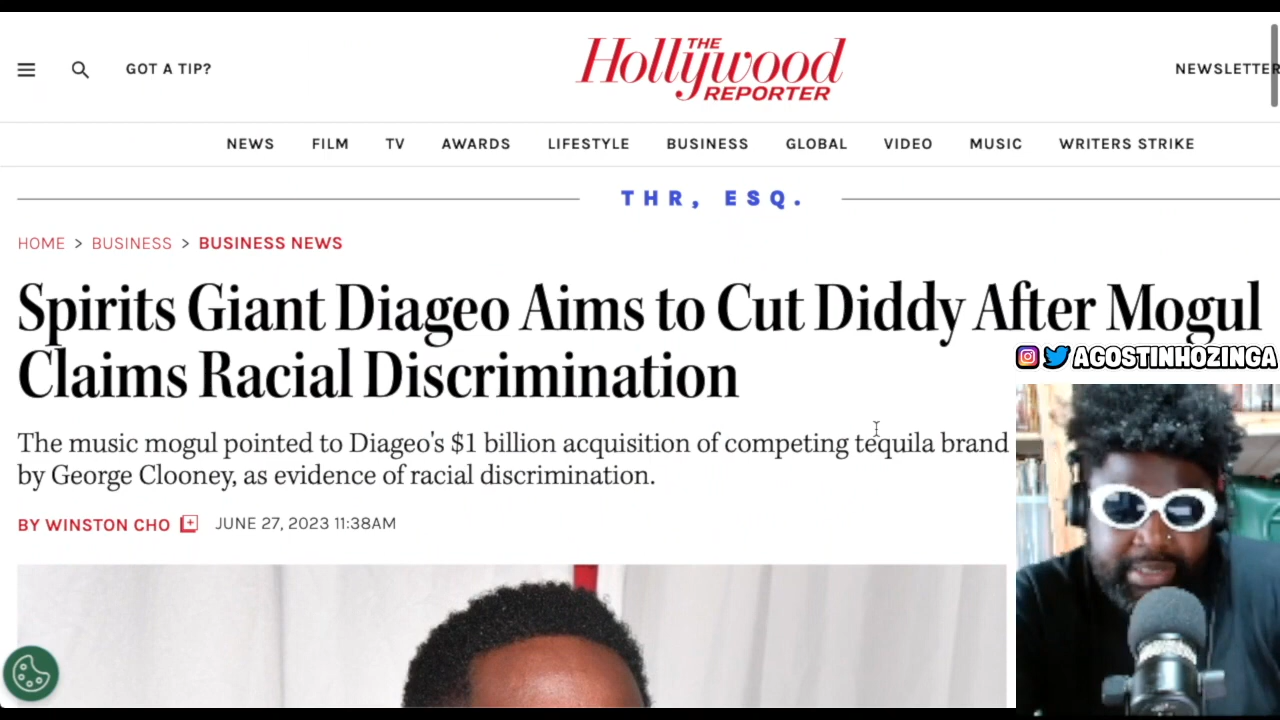 GOT A TIP?
THE
Hollywood
REPORTER
NEWSLETTER
NEWS FILM TV AWARDS LIFESTYLE BUSINESS GLOBAL VIDEO MUSIC WRITERS STRIKE
THR, ESQ.
HOME > BUSINESS > BUSINESS NEWS
Spirits Giant Diageo Aims to Cut Diddy After Mogul
Claims Racial Discrimination
AGOSTINHOZINGA
The music mogul pointed to Diageo's $1 billion acquisition of competing tequila brand
by George Clooney, as evidence of racial discrimination.
BY WINSTON CHO JUNE 27, 2023 11:38AM